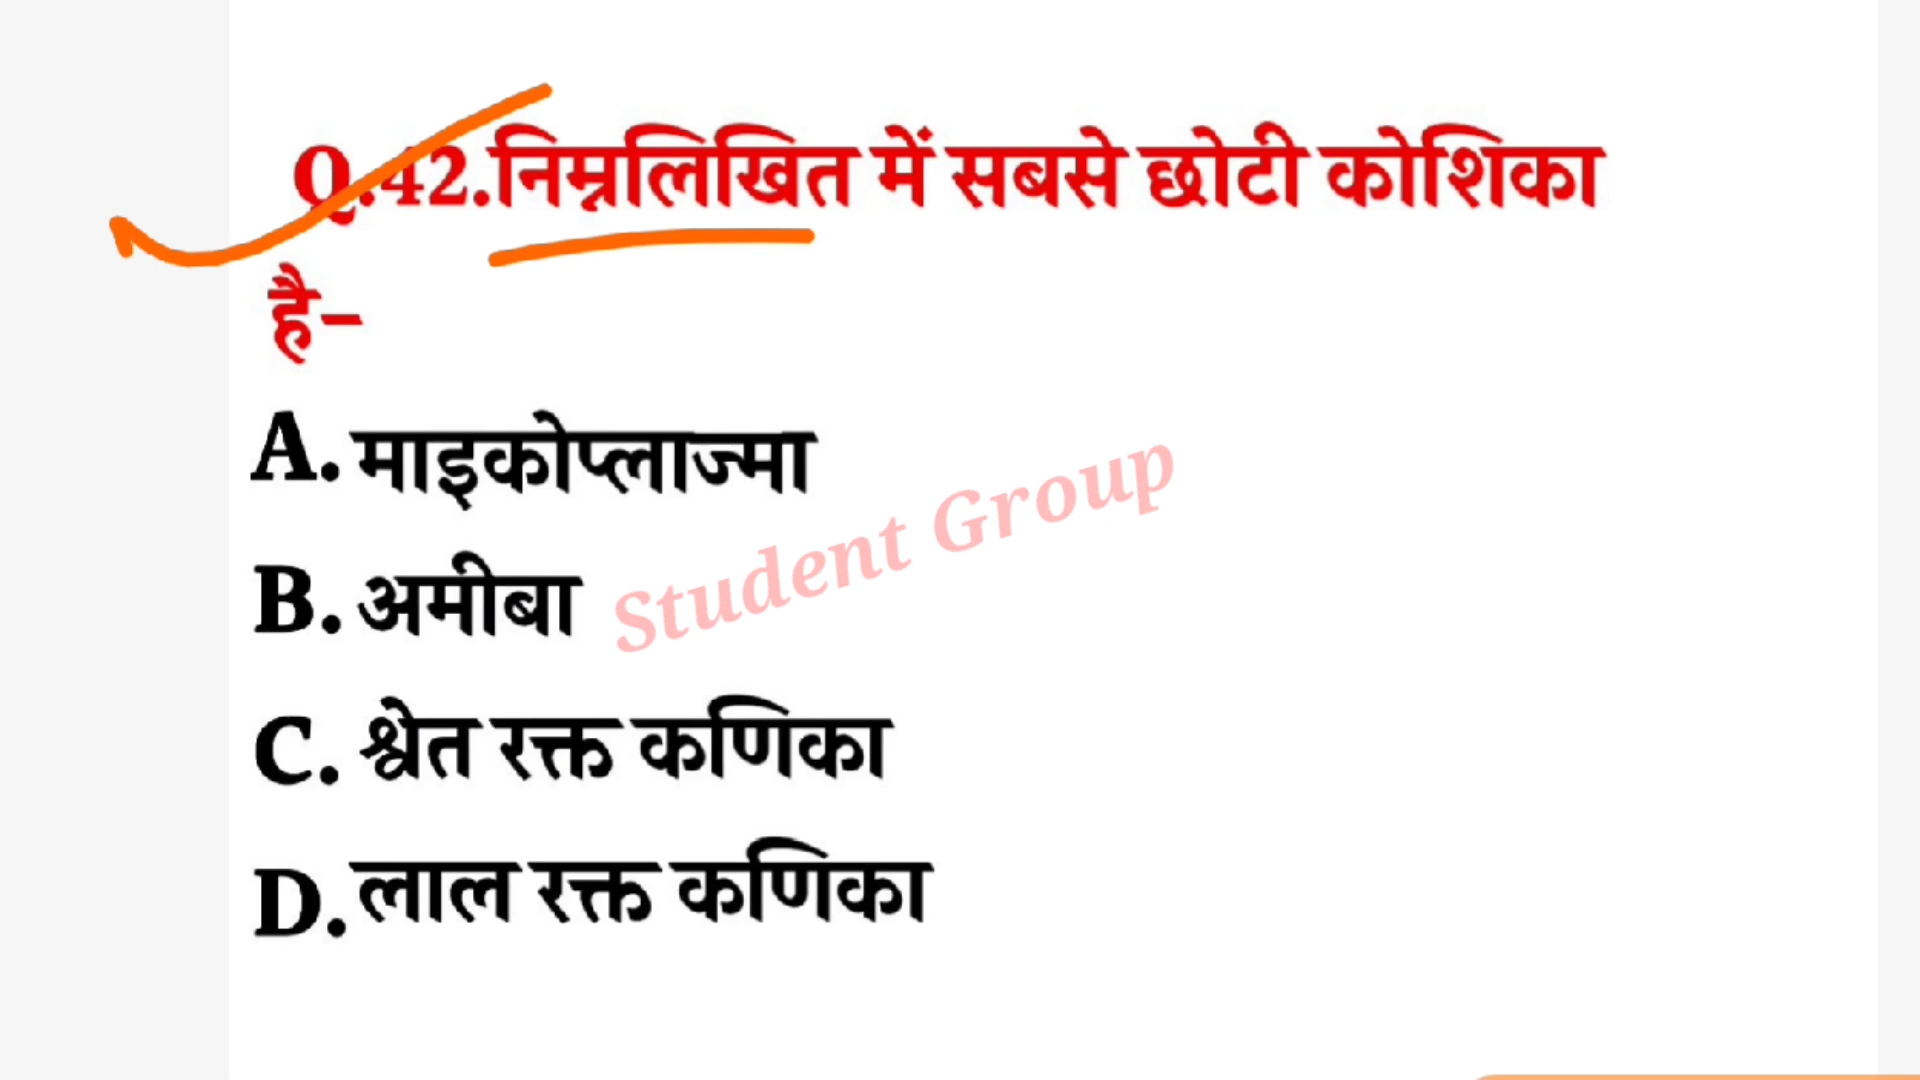 Q.42.निम्नलिखित में सबसे छोटी कोशिका
है-
A. माइकोप्लाज्मा
B. अमीबा
Student Group
C. श्वेत रक्त कणिका
D. लाल रक्त कणिका